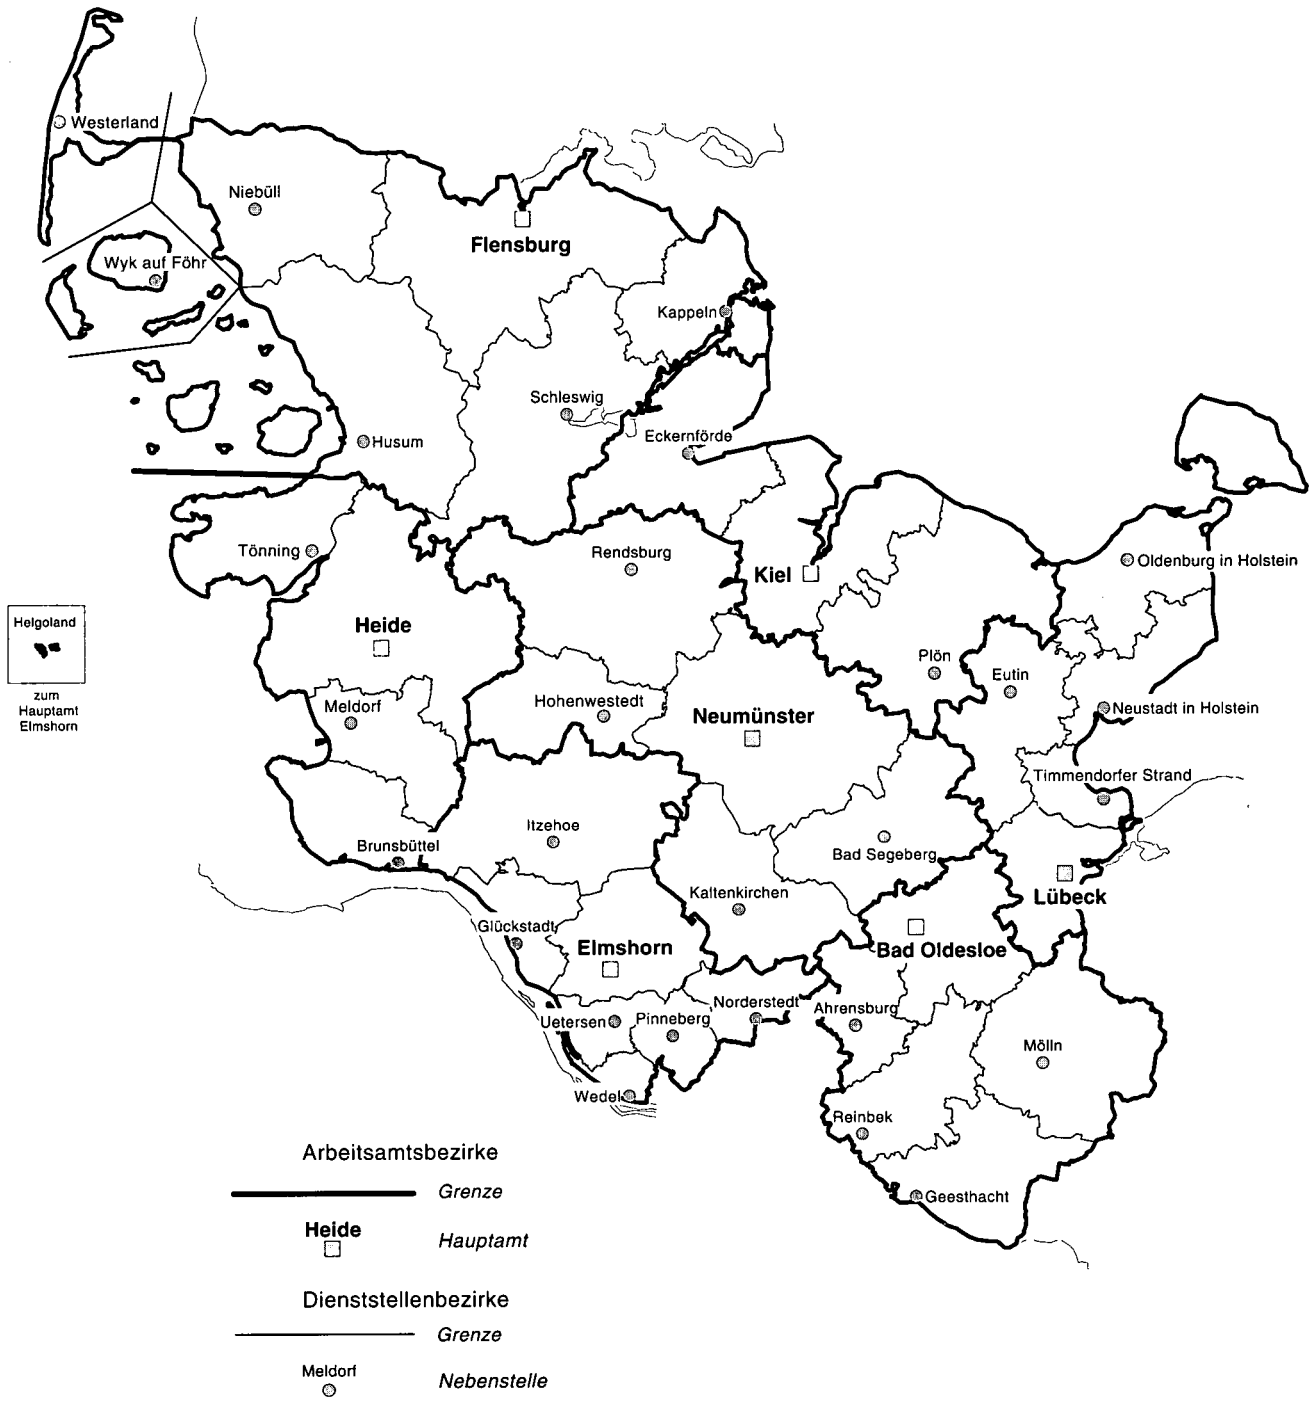 Westerland
Niebüll
Flensburg
Wyk auf Föhr
Kappeln
Schleswig
Eckernförde
Husum
Tönning
Rendsburg
Kiel
Oldenburg in Holstein
Helgoland
zum
Hauptamt
Elmshorn
Heide
Plön
Eutin
Meldorf
Hohenwestedt
Neumünster
Neustadt in Holstein
Timmendorfer Strand
Itzehoe
Brunsbüttel
Bad Segeberg
Kaltenkirchen
Lübeck
Glückstadt
Elmshorn
Bad Oldesloe
Norderstedt
Ahrensburg
Uetersen
Pinneberg
Mölln
Wedel
Reinbek
Geesthacht
Arbeitsamtsbezirke
Grenze
Heide
Hauptamt
Dienststellenbezirke
Grenze
Meldorf
Nebenstelle